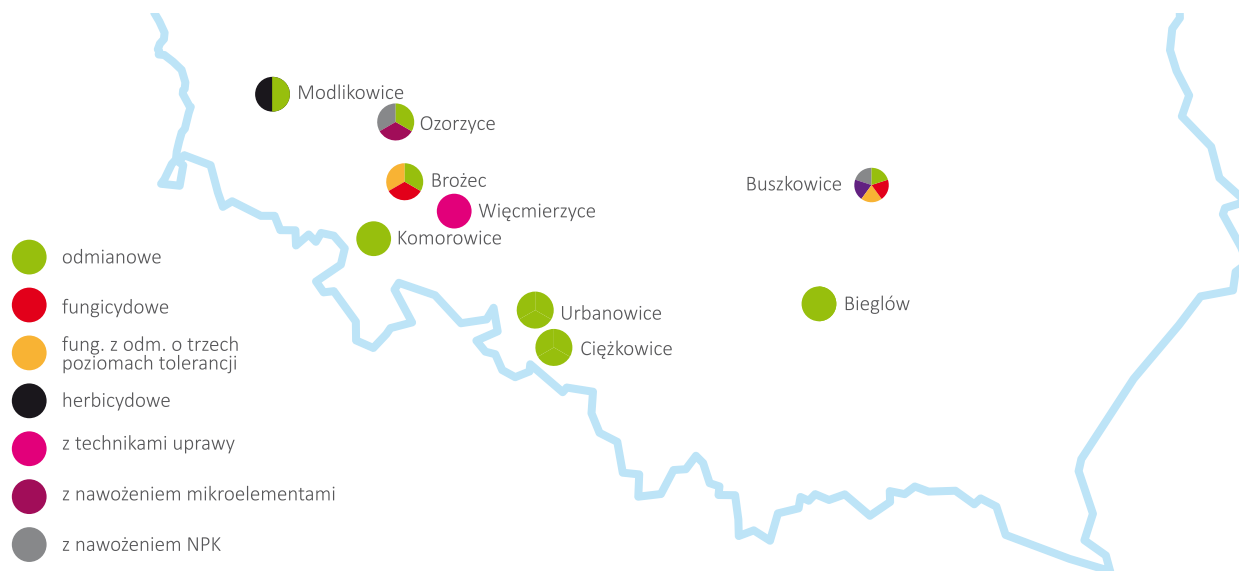 Modlikowice
Ozorzyce
Brożec
Buszkowice
Więcmierzyce
Komorowice
Urbanowice
Bieglów
Ciężkowice
odmianowe
fungicydowe
fung. z odm. o trzech
poziomach tolerancji
herbicydowe
z technikami uprawy
z nawożeniem mikroelementami
z nawożeniem NPK